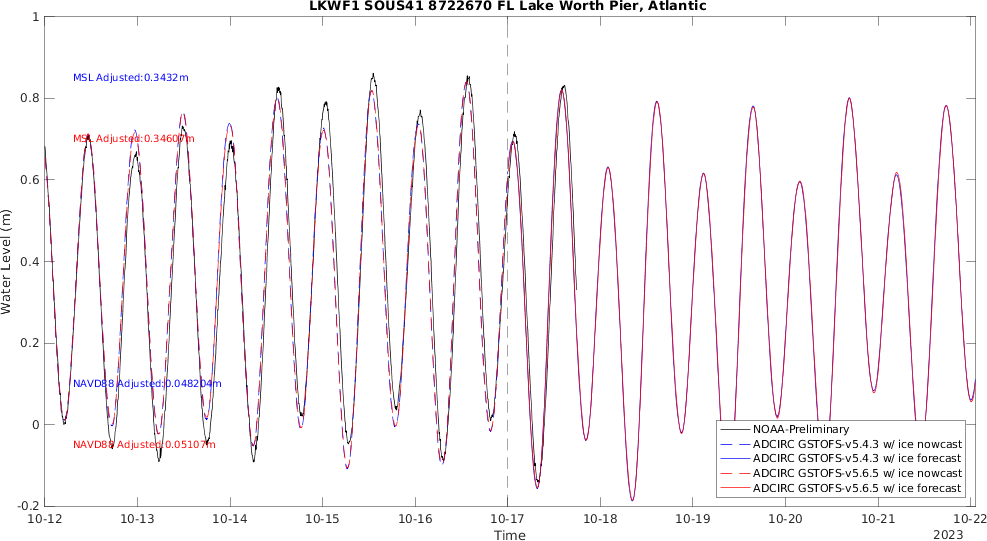 LKWF1 SOUS41 8722670 FL Lake Worth Pier, Atlantic
1
0.8
0.6
0.4
0.2
0
-0.2
Water Level (m)
MSL Adjusted:0.3432m
MSL Adjusted:0.34607m
NAVD88 Adjusted:0.048204m
NAVD88 Adjusted:0.05107m
NOAA-Preliminary
ADCIRC GSTOFS-v5.4.3 w/ ice nowcast
ADCIRC GSTOFS-v5.4.3 w/ ice forecast
ADCIRC GSTOFS-v5.6.5 w/ ice nowcast
ADCIRC GSTOFS-v5.6.5 w/ ice forecast
10-12 10-13 10-14 10-15 10-16 10-17 10-18 10-19 10-20 10-21 10-22
Time
2023